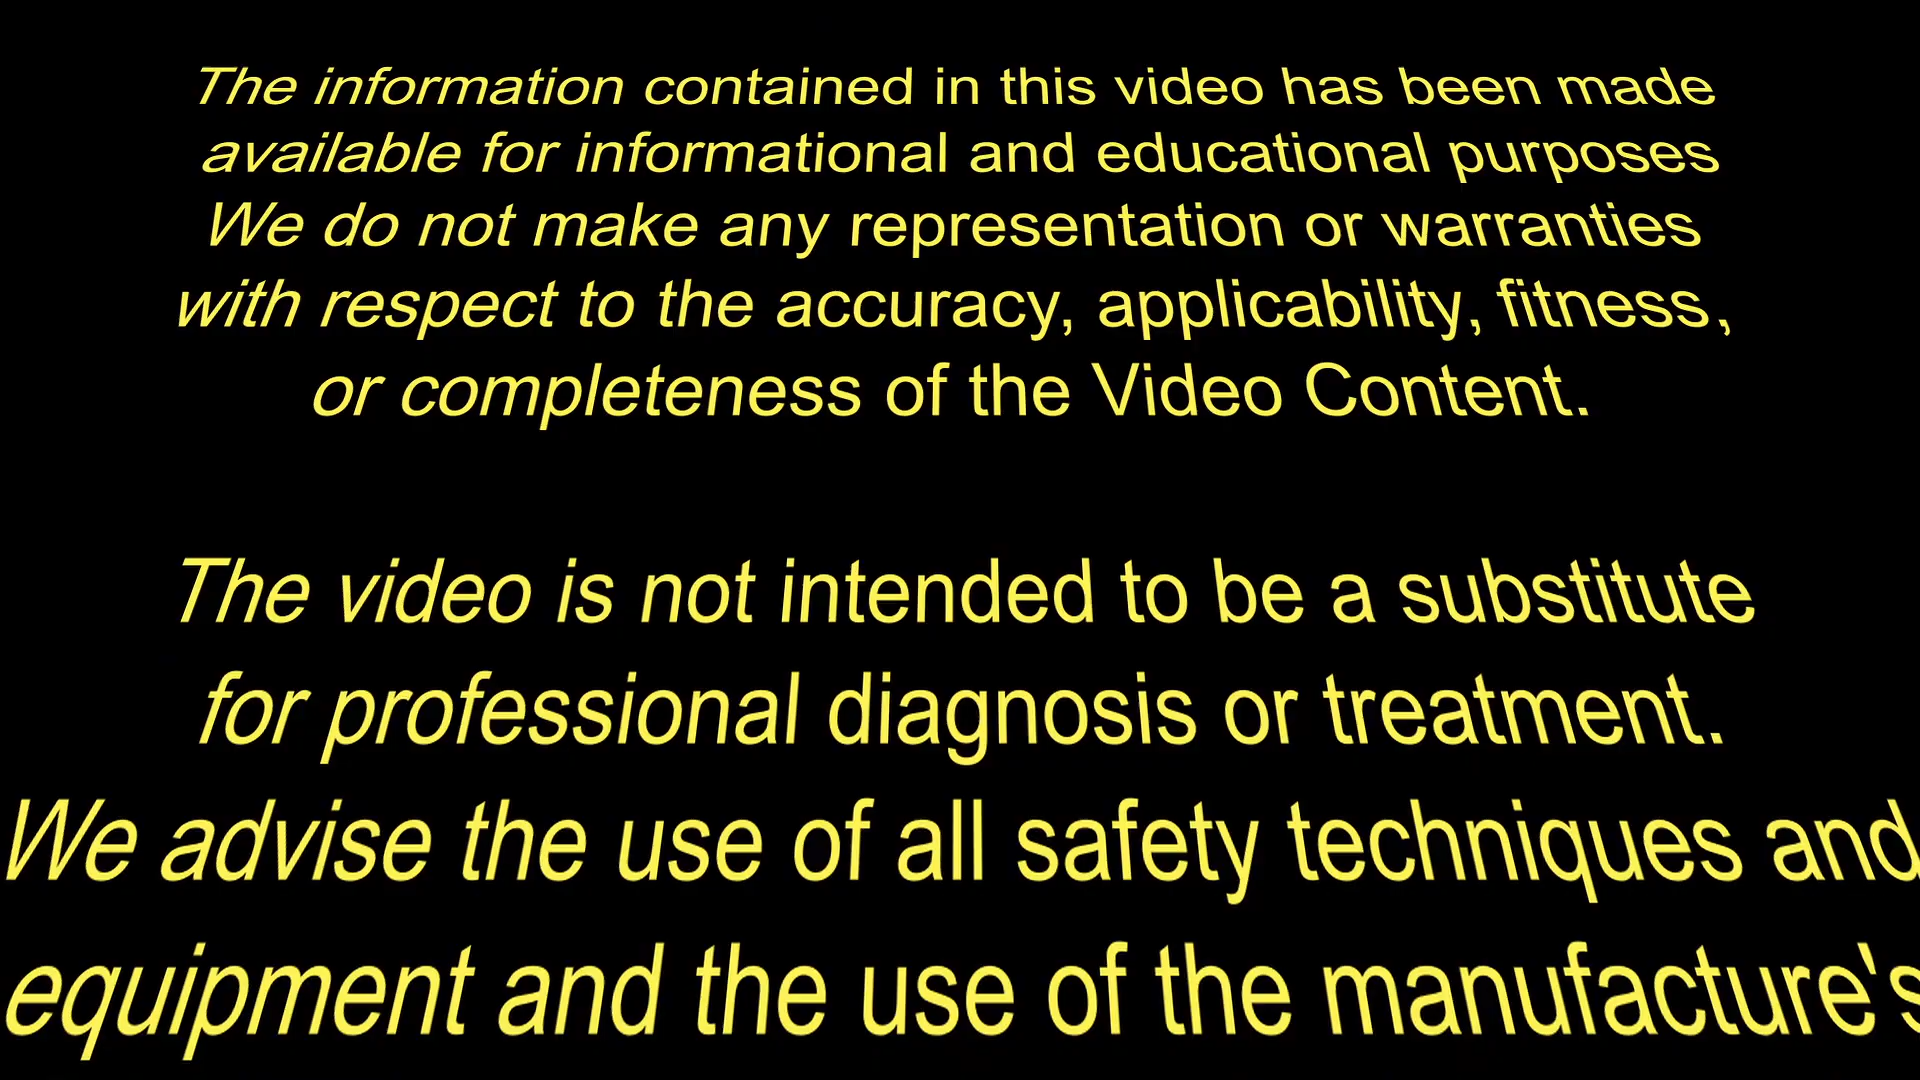 The information contained in this video has been made
available for informational and educational purposes
We do not make any representation or warranties
with respect to the accuracy, applicability, fitness,
or completeness of the Video Content.
The video is not intended to be a substitute
for professional diagnosis or treatment.
We advise the use of all safety techniques and
equipment and the use of the manufacture's